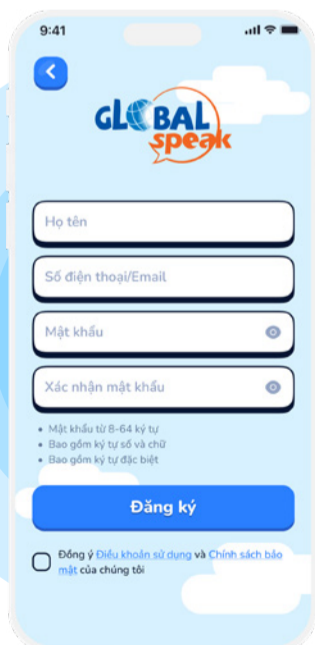 9:41
GLOBAL
speak
Họ tên
Số điện thoại/Email
Mật khẩu
Xác nhận mật khẩu
• Mật khẩu từ 8-64 ký tự
• Bao gồm ký tự số và chữ
• Bao gồm ký tự đặc biệt
Đăng ký
Đồng ý Điều khoản sử dụng và Chính sách bảo
mật của chúng tôi